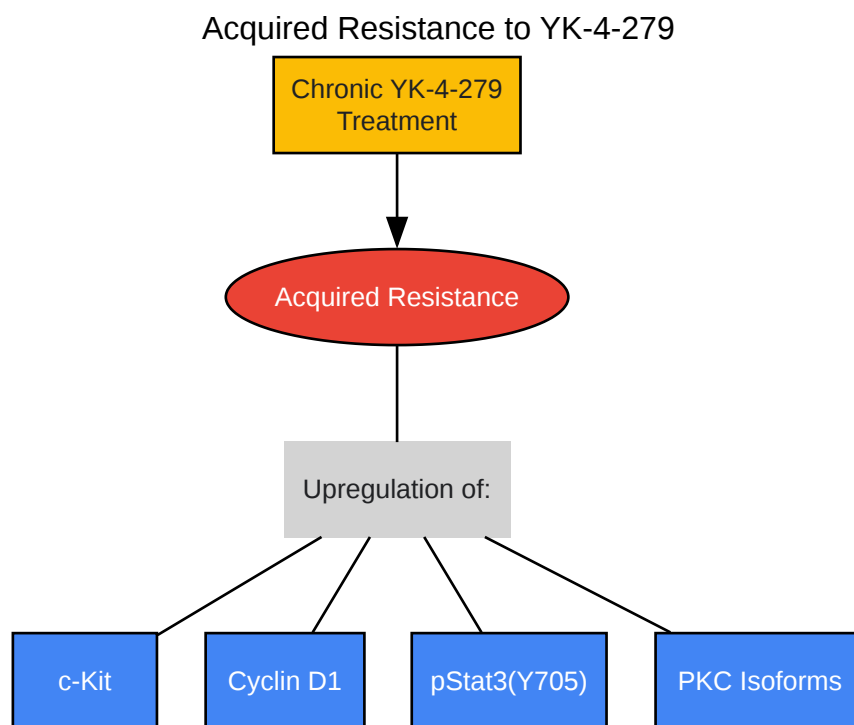 Acquired Resistance to YK-4-279
Chronic YK-4-279
Treatment
Acquired Resistance
Upregulation of:
c-Kit
Cyclin D1
pStat3(Y705)
PKC Isoforms